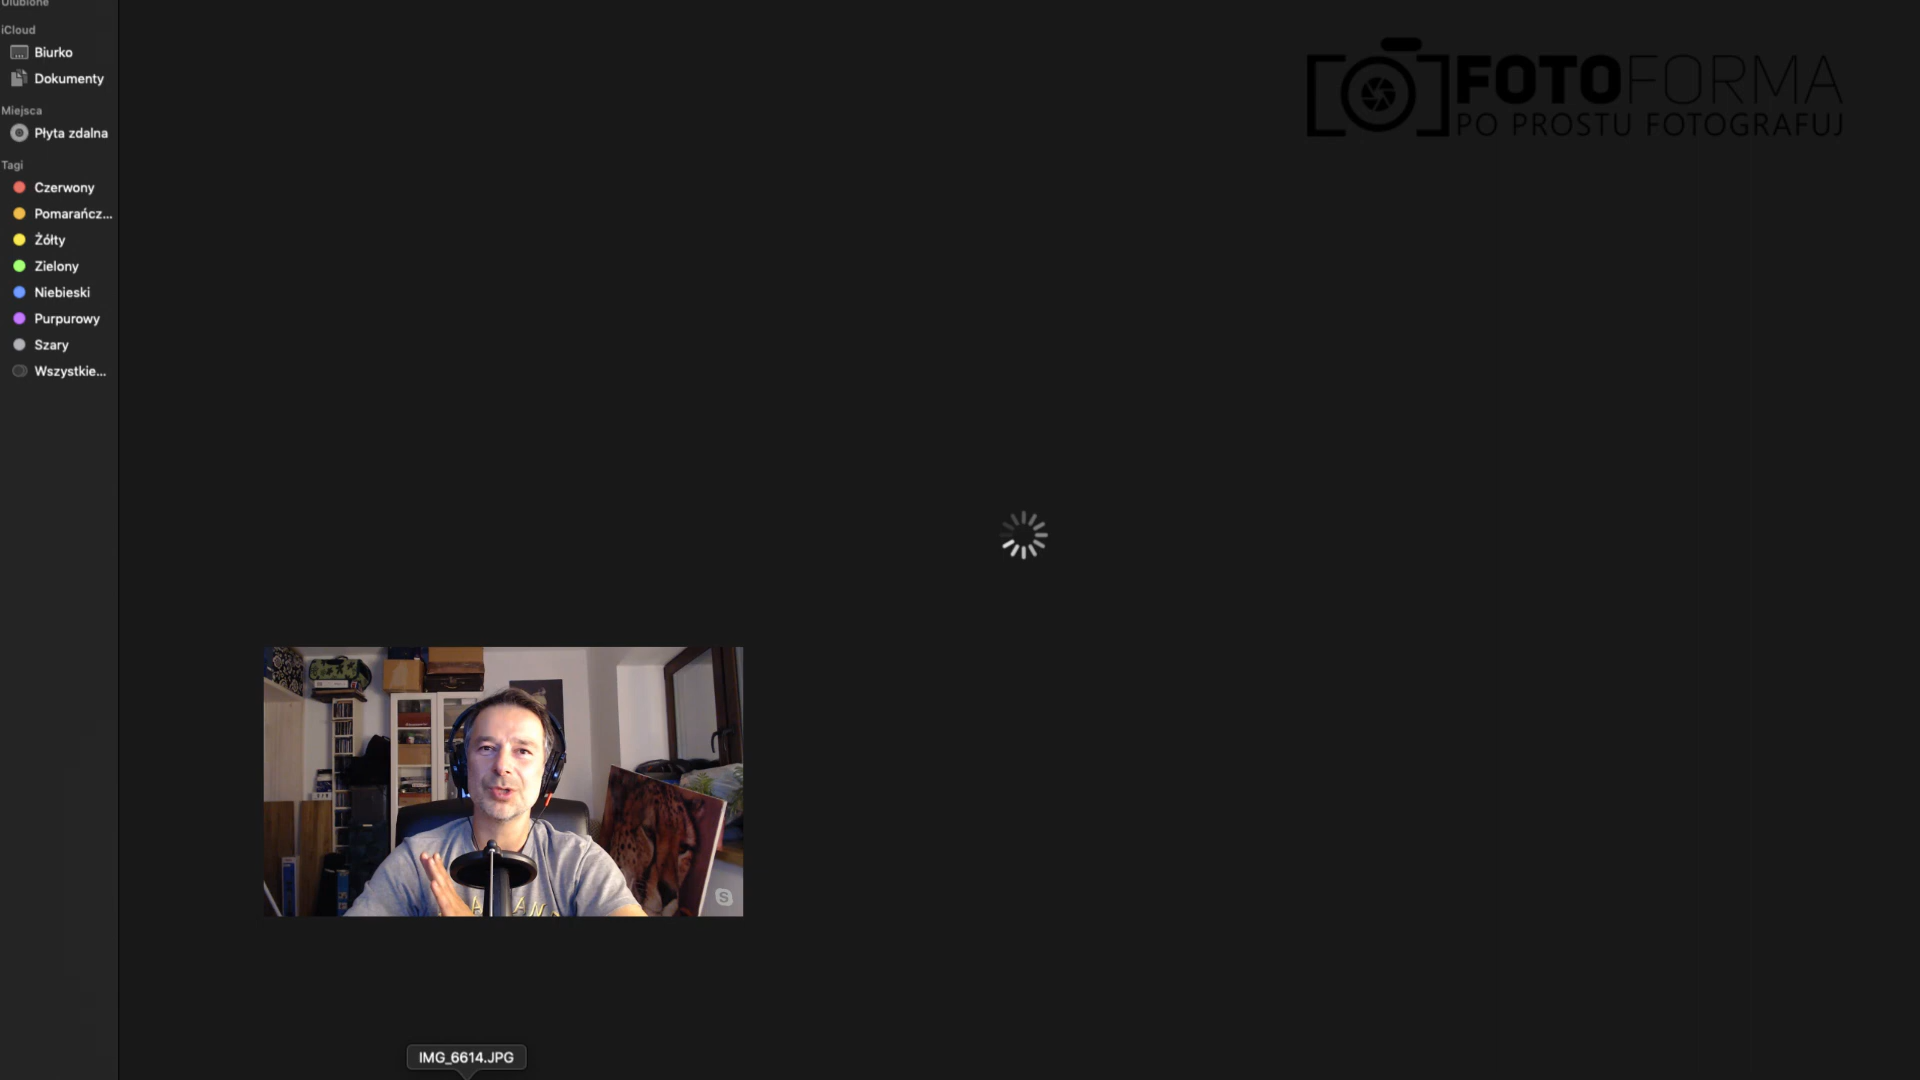 Ulubione
iCloud
Biurko
Dokumenty
Miejsca
Płyta zdalna
Tagi
Czerwony
Pomarańcz...
Żółty
Zielony
Niebieski
Purpurowy
Szary
Wszystkie...
FOTOFORMA
PO PROSTU FOTOGRAFUJ
IMG_6614.JPG